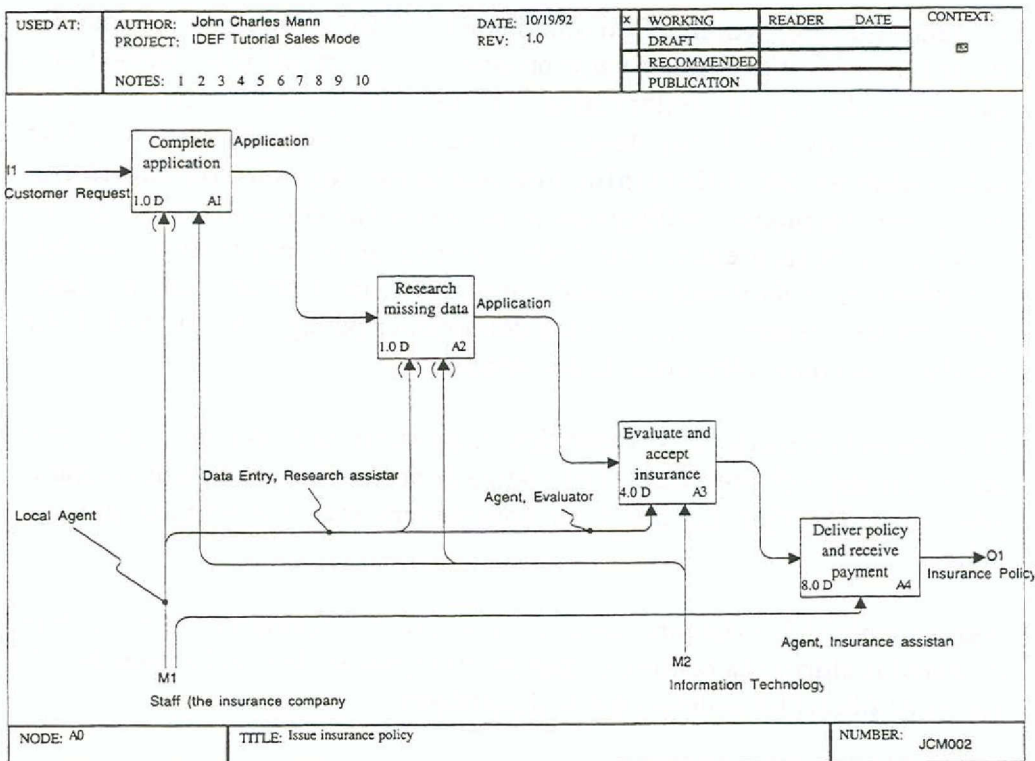 USED AT:
AUTHOR: John Charles Mann
PROJECT: IDEF Tutorial Sales Mode
NOTES: 1 2 3 4 5 6 7 8 9 10
DATE: 10/19/92
REV: 1.0
x WORKING
DRAFT
RECOMMENDED
PUBLICATION
READER DATE
CONTEXT:
Complete
application
1.0 D A1
Application
I1
Customer Request
( )
Research
missing data
1.0 D A2
Application
( ) ( )
Evaluate and
accept
insurance
4.0 D A3
Data Entry, Research assistar
Agent, Evaluator
Local Agent
Deliver policy
and receive
payment
8.0 D A4
O1
Insurance Policy
Agent, Insurance assistan
M1
Staff (the insurance company
M2
Information Technology
NODE: A0
TITLE: Issue insurance policy
NUMBER: JCM002